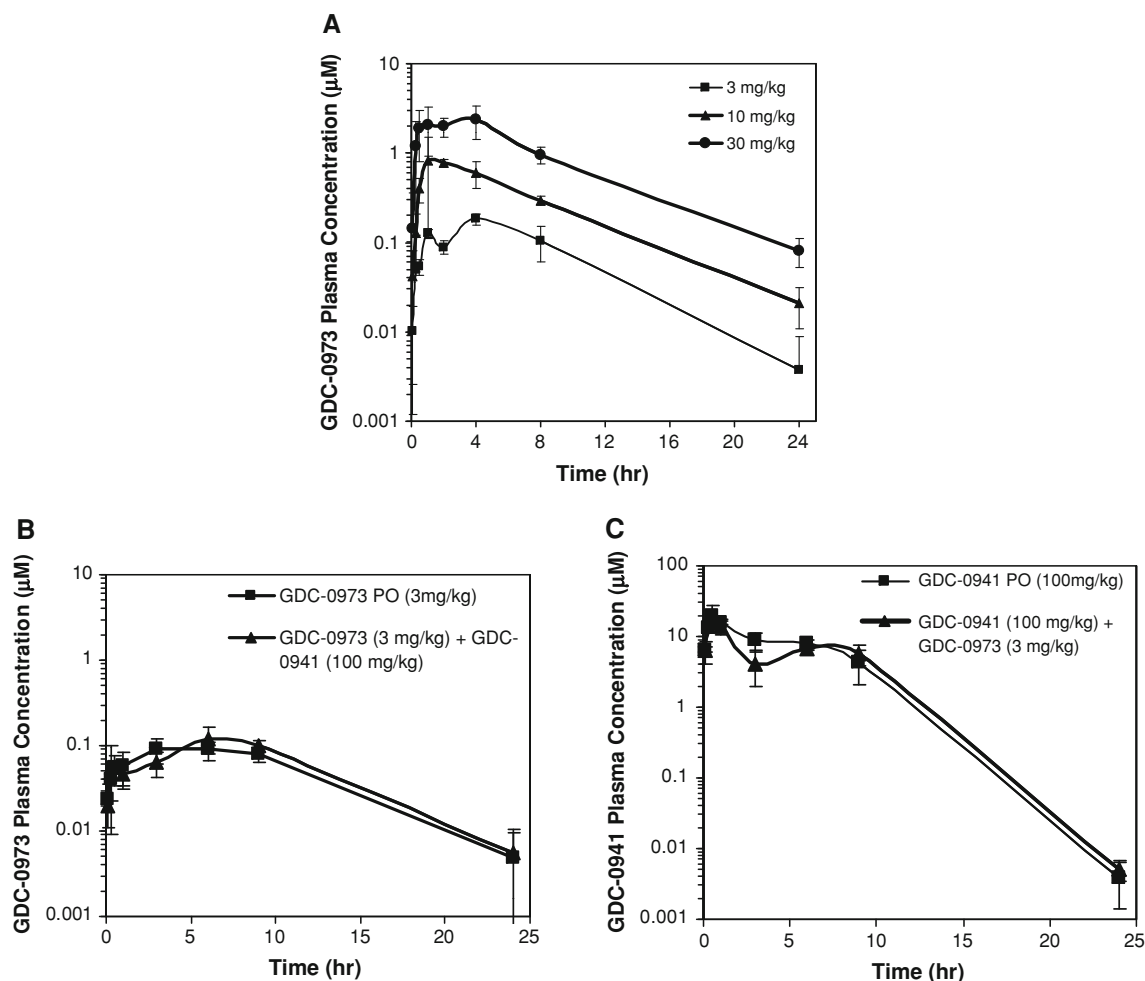 A
GDC-0973 Plasma Concentration (μM)
10
1
0.1
0.01
0.001
3 mg/kg
10 mg/kg
30 mg/kg
0 4 8 12 16 20 24
Time (hr)
B
GDC-0973 Plasma Concentration (μM)
10
1
0.1
0.01
0.001
GDC-0973 PO (3mg/kg)
GDC-0973 (3 mg/kg) + GDC-
0941 (100 mg/kg)
0 5 10 15 20 25
Time (hr)
C
GDC-0941 Plasma Concentration (μM)
100
10
1
0.1
0.01
0.001
GDC-0941 PO (100mg/kg)
GDC-0941 (100 mg/kg) +
GDC-0973 (3 mg/kg)
0 5 10 15 20 25
Time (hr)